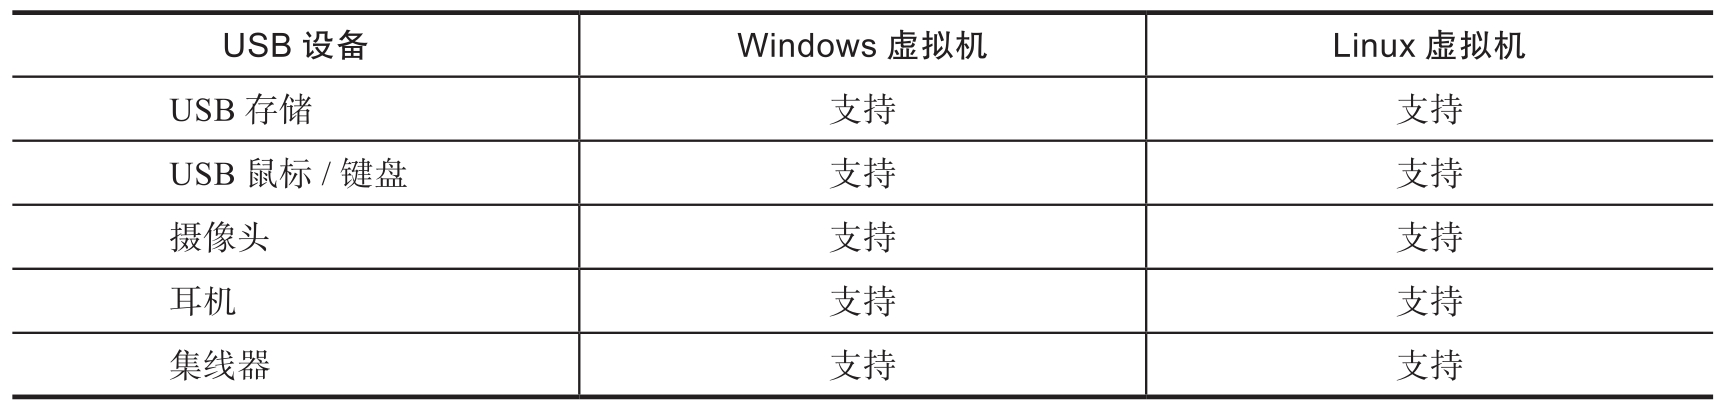 USB 设备 Windows 虚拟机 Linux 虚拟机
USB 存储 支持 支持
USB 鼠标 / 键盘 支持 支持
摄像头 支持 支持
耳机 支持 支持
集线器 支持 支持